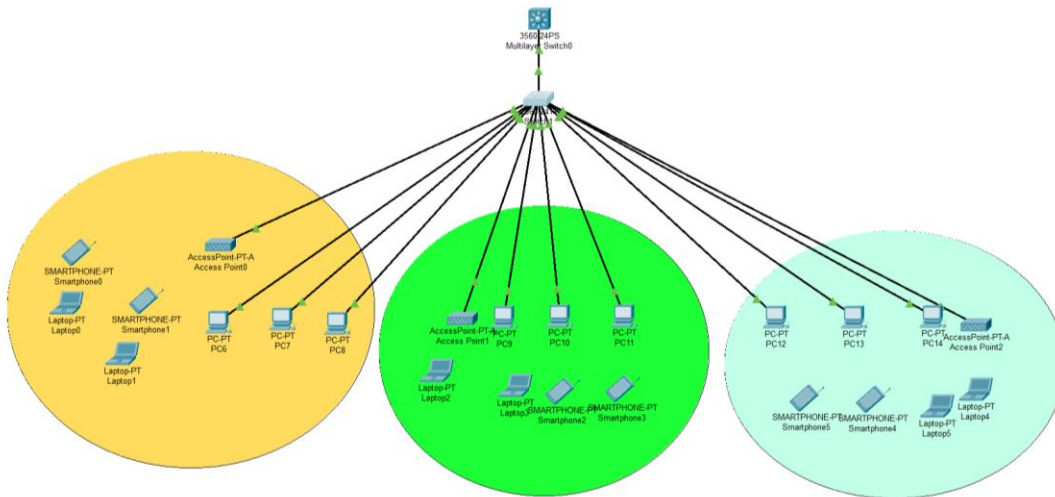 3560-24PS
Multilayer Switch0
SMARTPHONE-PT
Smartphone0
AccessPoint-PT-A
Access Point0
Laptop-PT
Laptop0
SMARTPHONE-PT
Smartphone1
PC-PT
PC6
PC-PT
PC7
PC-PT
PC8
Laptop-PT
Laptop1
AccessPoint-PT-A
Access Point1
PC-PT
PC9
PC-PT
PC10
PC-PT
PC11
Laptop-PT
Laptop2
Laptop-PT
Laptop3
SMARTPHONE-PT
Smartphone2
SMARTPHONE-PT
Smartphone3
PC-PT
PC12
PC-PT
PC13
PC-PT
PC14
AccessPoint-PT-A
Access Point2
SMARTPHONE-PT
Smartphone5
SMARTPHONE-PT
Smartphone4
Laptop-PT
Laptop5
Laptop-PT
Laptop4